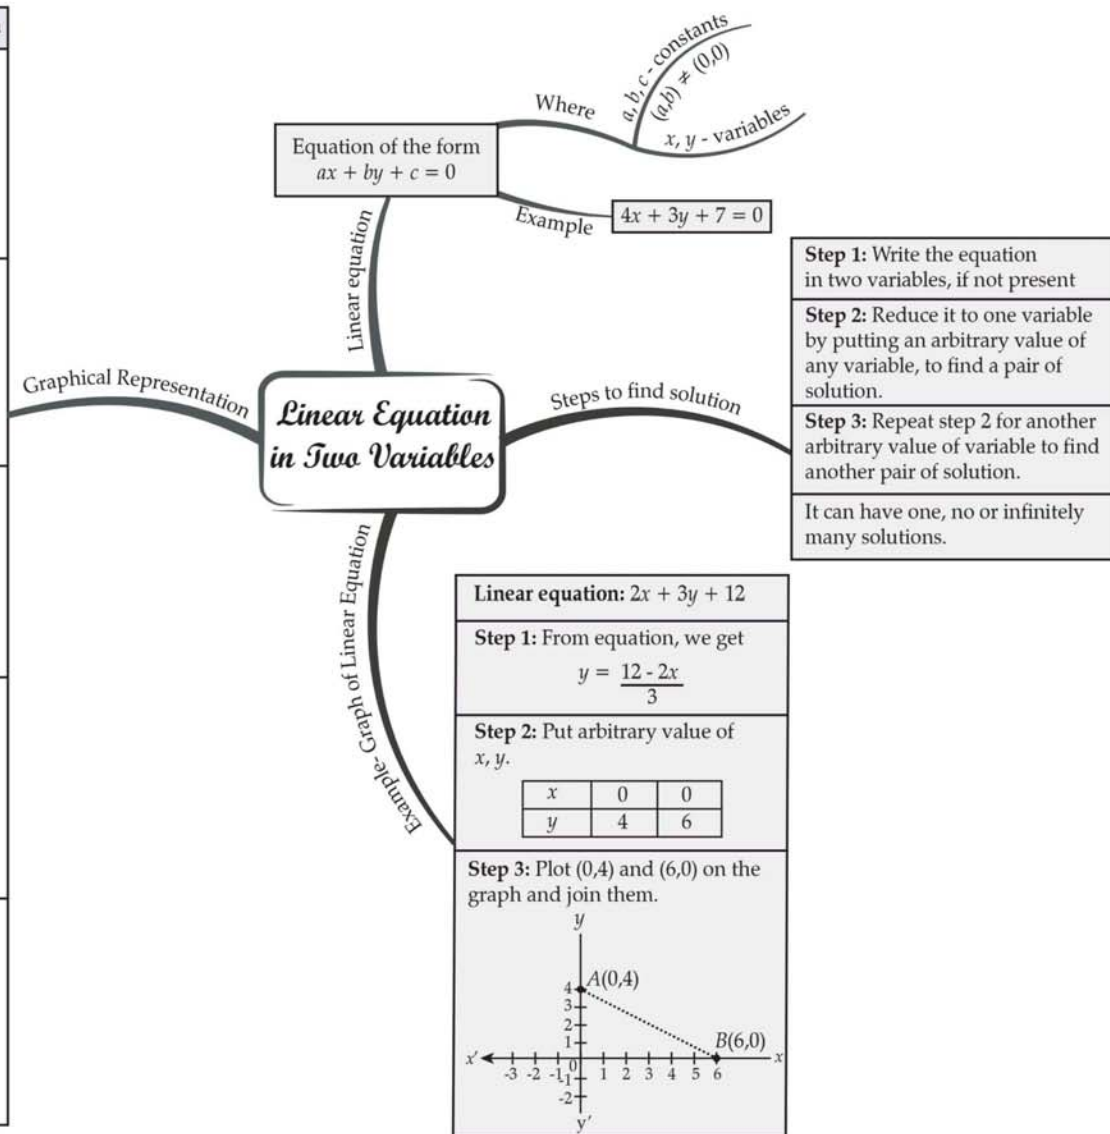 a, b, c - constants
(a,b) ≠ (0,0)
Where
x, y - variables
Equation of the form
ax + by + c = 0
Example
4x + 3y + 7 = 0
Linear equation
Graphical Representation
Linear Equation
in Two Variables
Steps to find solution
Step 1: Write the equation
in two variables, if not present
Step 2: Reduce it to one variable
by putting an arbitrary value of
any variable, to find a pair of
solution.
Step 3: Repeat step 2 for another
arbitrary value of variable to find
another pair of solution.
It can have one, no or infinitely
many solutions.
Example- Graph of Linear Equation
Linear equation: 2x + 3y + 12
Step 1: From equation, we get
y = 12 - 2x
3
Step 2: Put arbitrary value of
x, y.
x 0 0
y 4 6
Step 3: Plot (0,4) and (6,0) on the
graph and join them.
y
A(0,4)
4
3
2
1
B(6,0)
x' 0 x
-3 -2 -1 1 2 3 4 5 6
-1
-2
y'